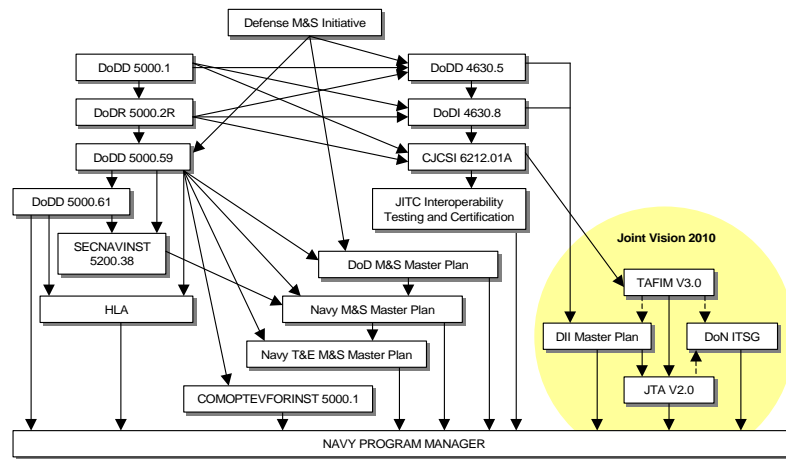 Defense M&S Initiative
DoDD 5000.1
DoDD 4630.5
DoDR 5000.2R
DoDI 4630.8
DoDD 5000.59
CJCSI 6212.01A
DoDD 5000.61
JITC Interoperability
Testing and Certification
SECNAVINST
5200.38
Joint Vision 2010
DoD M&S Master Plan
TAFIM V3.0
HLA
Navy M&S Master Plan
DII Master Plan
DoN ITSG
Navy T&E M&S Master Plan
JTA V2.0
COMOPTEVFORINST 5000.1
NAVY PROGRAM MANAGER